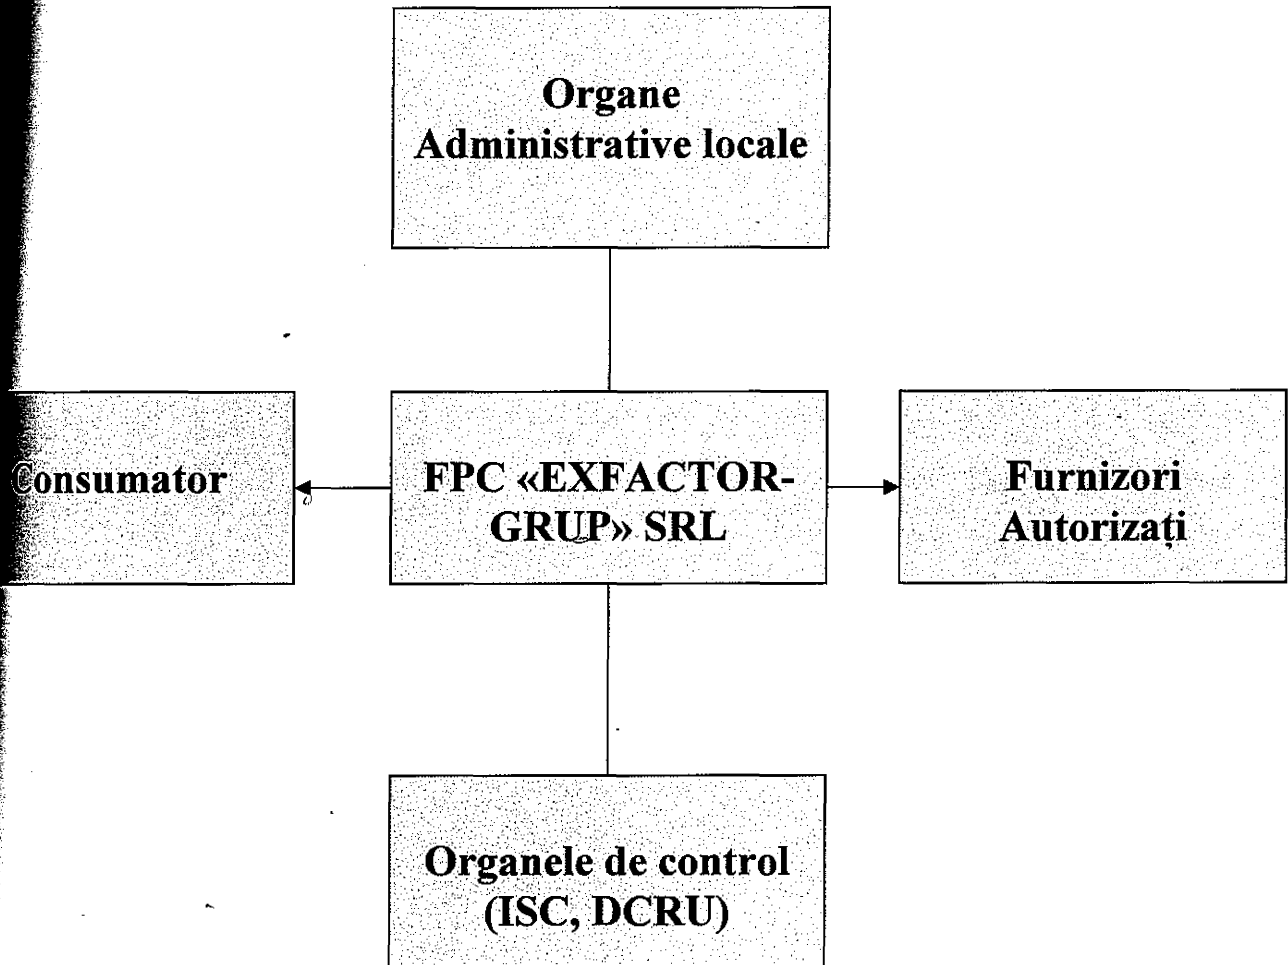 Organe
Administrative locale
Consumator
FPC «EXFACTOR-
GRUP» SRL
Furnizori
Autorizați
Organele de control
(ISC, DCRU)